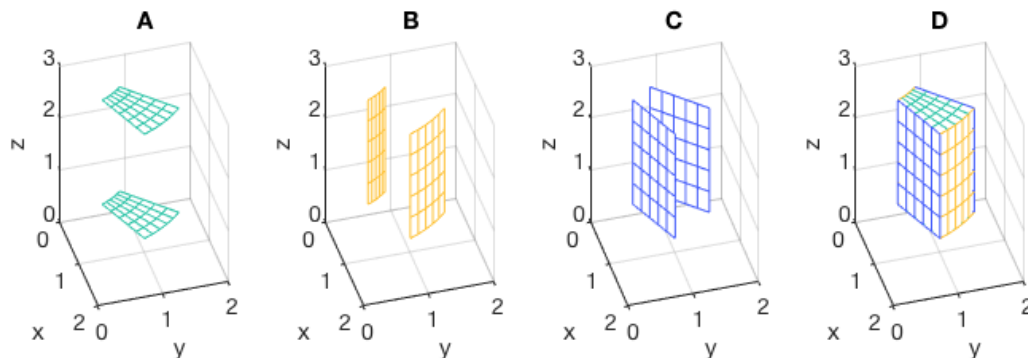 A B C D
3 3 3 3
2 2 2 2
z z z z
1 1 1 1
0 0 0 0
0 0 0 0
1 2 1 2 1 2 1 2
x 2 0 1 x 2 0 1 x 2 0 1 x 2 0 1
y y y y